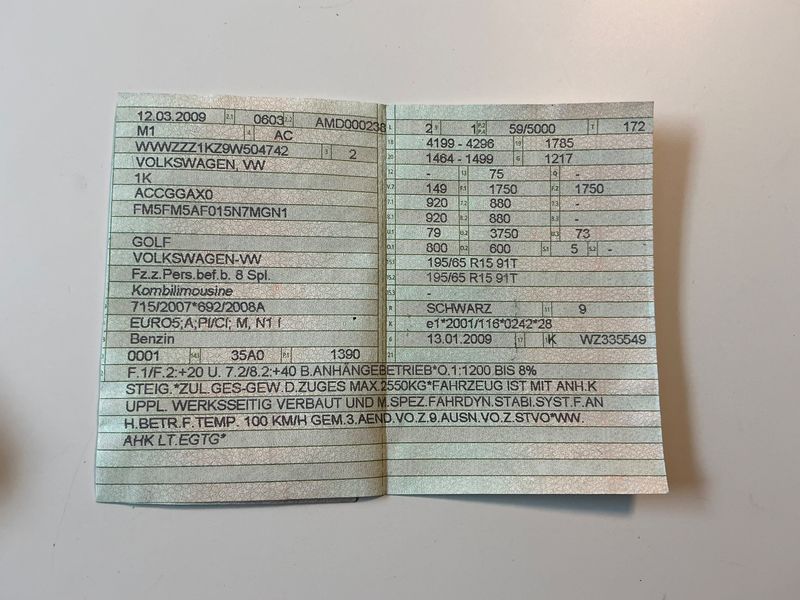 12.03.2009 0603 AMD000238
M1 AC
WVWZZZ1KZ9W504742 2
VOLKSWAGEN, VW
1K
ACCGGAX0
FM5FM5AF015N7MGN1
GOLF
VOLKSWAGEN-VW
Fz.z.Pers.bef.b. 8 Spl.
Kombilimousine
715/2007*692/2008A
EURO5;A;PI/CI; M, N1 I
Benzin
0001 35A0 1390
2 1 59/5000 172
4199 - 4296 1785
1464 - 1499 1217
- 75 -
149 1750 1750
920 880 -
920 880 -
79 3750 73
800 600 5 -
195/65 R15 91T
195/65 R15 91T
-
SCHWARZ 9
e1*2001/116*0242*28
13.01.2009 K WZ335549
F.1/F.2:+20 U. 7.2/8.2:+40 B.ANHÄNGEBETRIEB*O.1:1200 BIS 8%
STEIG.*ZUL.GES-GEW.D.ZUGES MAX.2550KG*FAHRZEUG IST MIT ANH.K
UPPL. WERKSSEITIG VERBAUT UND M.SPEZ.FAHRDYN.STABI.SYST.F.AN
H.BETR.F.TEMP. 100 KM/H GEM.3.AEND.VO.Z.9.AUSN.VO.Z.STVO*WW.
AHK LT.EGTG*